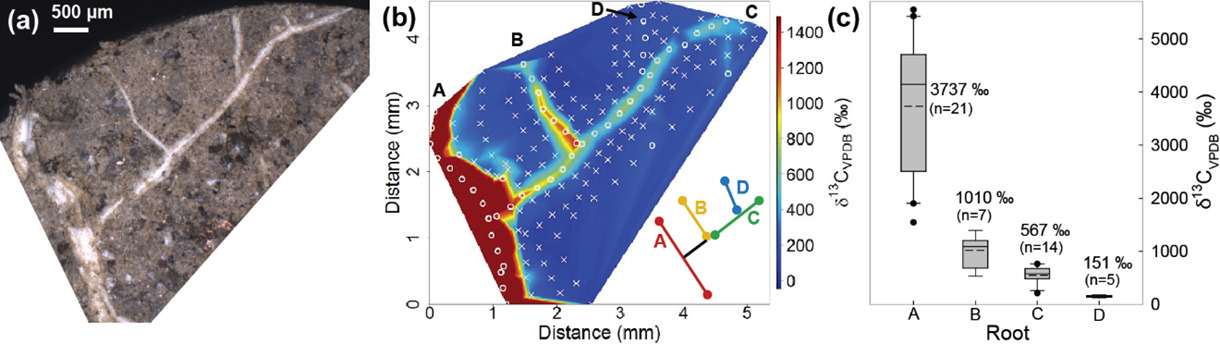 (a)
500 µm
(b)
D
C
B
A
4
3
2
1
0
Distance (mm)
0 1 2 3 4 5
Distance (mm)
A
B
D
C
1400
1200
1000
800
600
400
200
0
δ¹³C_VPDB (‰)
(c)
3737 ‰
(n=21)
1010 ‰
(n=7)
567 ‰
(n=14)
151 ‰
(n=5)
5000
4000
3000
2000
1000
0
δ¹³C_VPDB (‰)
A B C D
Root